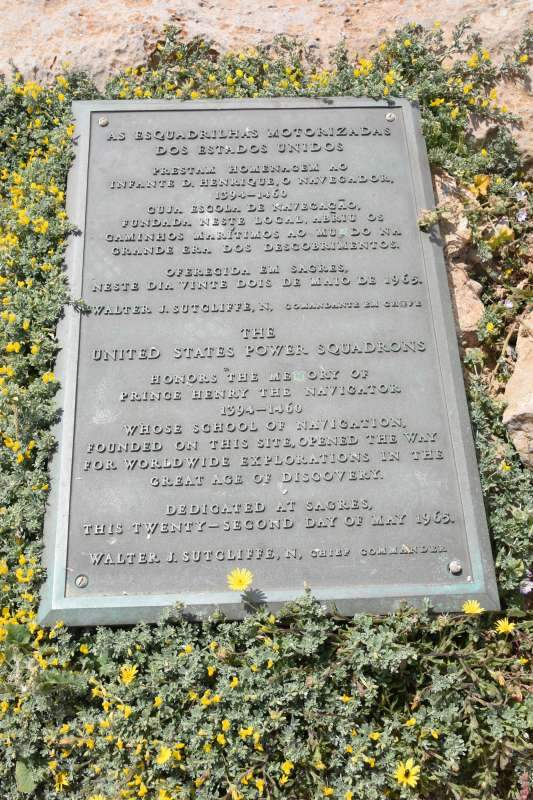 AS ESQUADRILHAS MOTORIZADAS
DOS ESTADOS UNIDOS
PRESTAM HOMENAGEM AO
INFANTE D. HENRIQUE, O NAVEGADOR,
1394–1460
CUJA ESCOLA DE NAVEGAÇÃO,
FUNDADA NESTE LOCAL, ABRIU OS
CAMINHOS MARÍTIMOS AO MUNDO NA
GRANDE ERA DOS DESCOBRIMENTOS.
OFERECIDA EM SAGRES,
NESTE DIA VINTE DOIS DE MAIO DE 1965.
WALTER J. SUTCLIFFE, N, COMANDANTE EM CHEFE
THE
UNITED STATES POWER SQUADRONS
HONORS THE MEMORY OF
PRINCE HENRY THE NAVIGATOR
1394–1460
WHOSE SCHOOL OF NAVIGATION,
FOUNDED ON THIS SITE, OPENED THE WAY
FOR WORLDWIDE EXPLORATIONS IN THE
GREAT AGE OF DISCOVERY.
DEDICATED AT SAGRES,
THIS TWENTY–SECOND DAY OF MAY 1965.
WALTER J. SUTCLIFFE, N, CHIEF COMMANDER